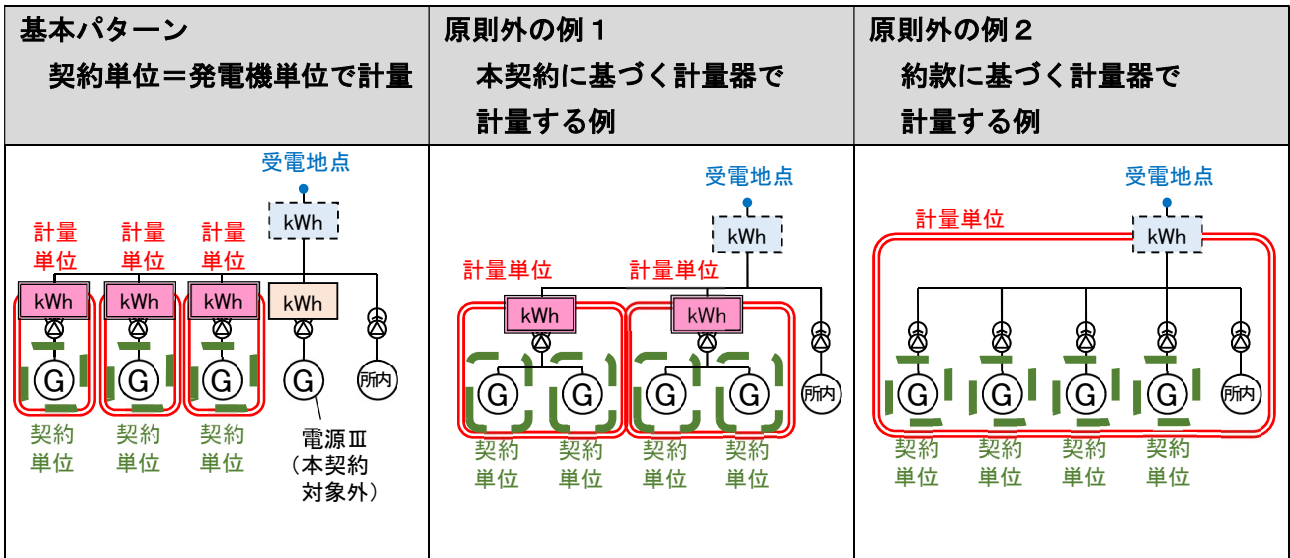 基本パターン
契約単位＝発電機単位で計量
原則外の例１
本契約に基づく計量器で
計量する例
原則外の例２
約款に基づく計量器で
計量する例
受電地点
kWh
計量
単位
計量
単位
計量
単位
kWh
kWh
kWh
kWh
G
G
G
G
所内
契約
単位
契約
単位
契約
単位
電源Ⅲ
（本契約
対象外）
受電地点
kWh
計量単位
計量単位
kWh
kWh
G
G
G
G
所内
契約
単位
契約
単位
契約
単位
契約
単位
受電地点
計量単位
kWh
G
G
G
G
所内
契約
単位
契約
単位
契約
単位
契約
単位